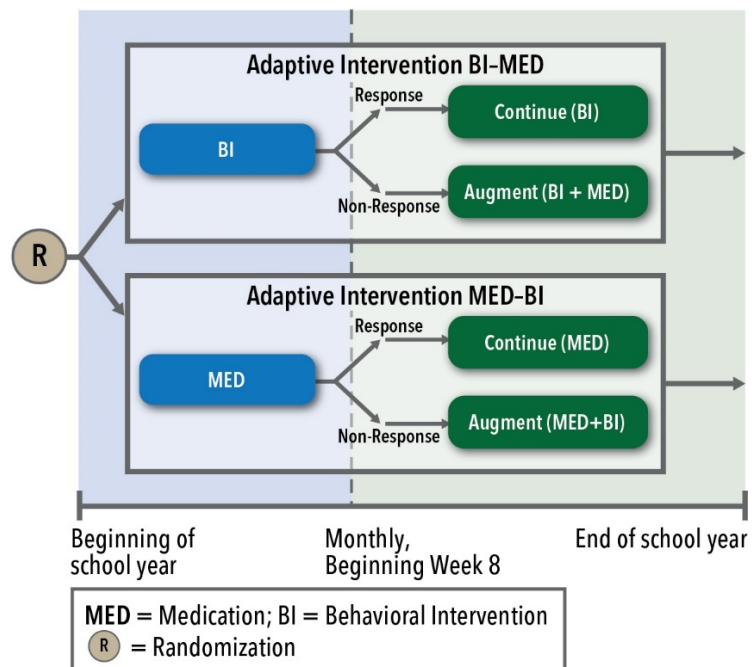 Adaptive Intervention BI–MED
Response
BI
Continue (BI)
Augment (BI + MED)
Non-Response
R
Adaptive Intervention MED–BI
Response
MED
Continue (MED)
Augment (MED+BI)
Non-Response
Beginning of
school year
Monthly,
Beginning Week 8
End of school year
MED = Medication; BI = Behavioral Intervention
R = Randomization